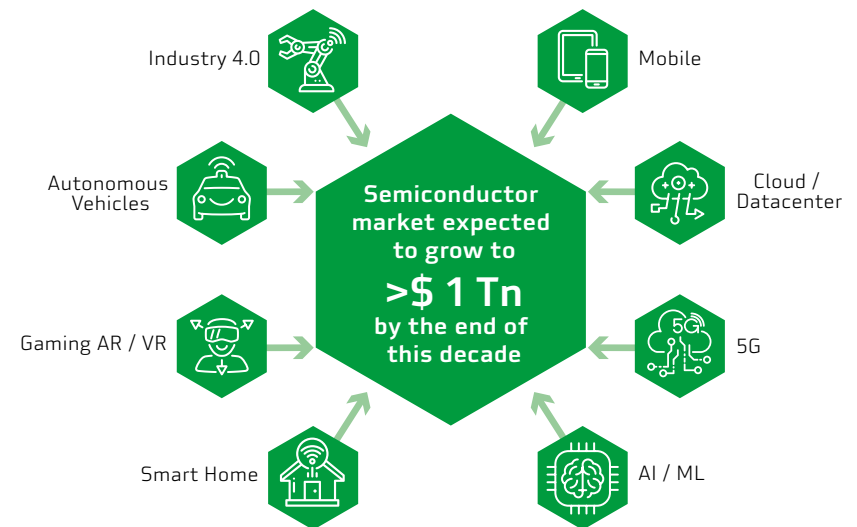 Industry 4.0
Mobile
Autonomous
Vehicles
Cloud /
Datacenter
Semiconductor
market expected
to grow to
>$ 1 Tn
by the end of
this decade
Gaming AR / VR
5G
5G
Smart Home
AI / ML